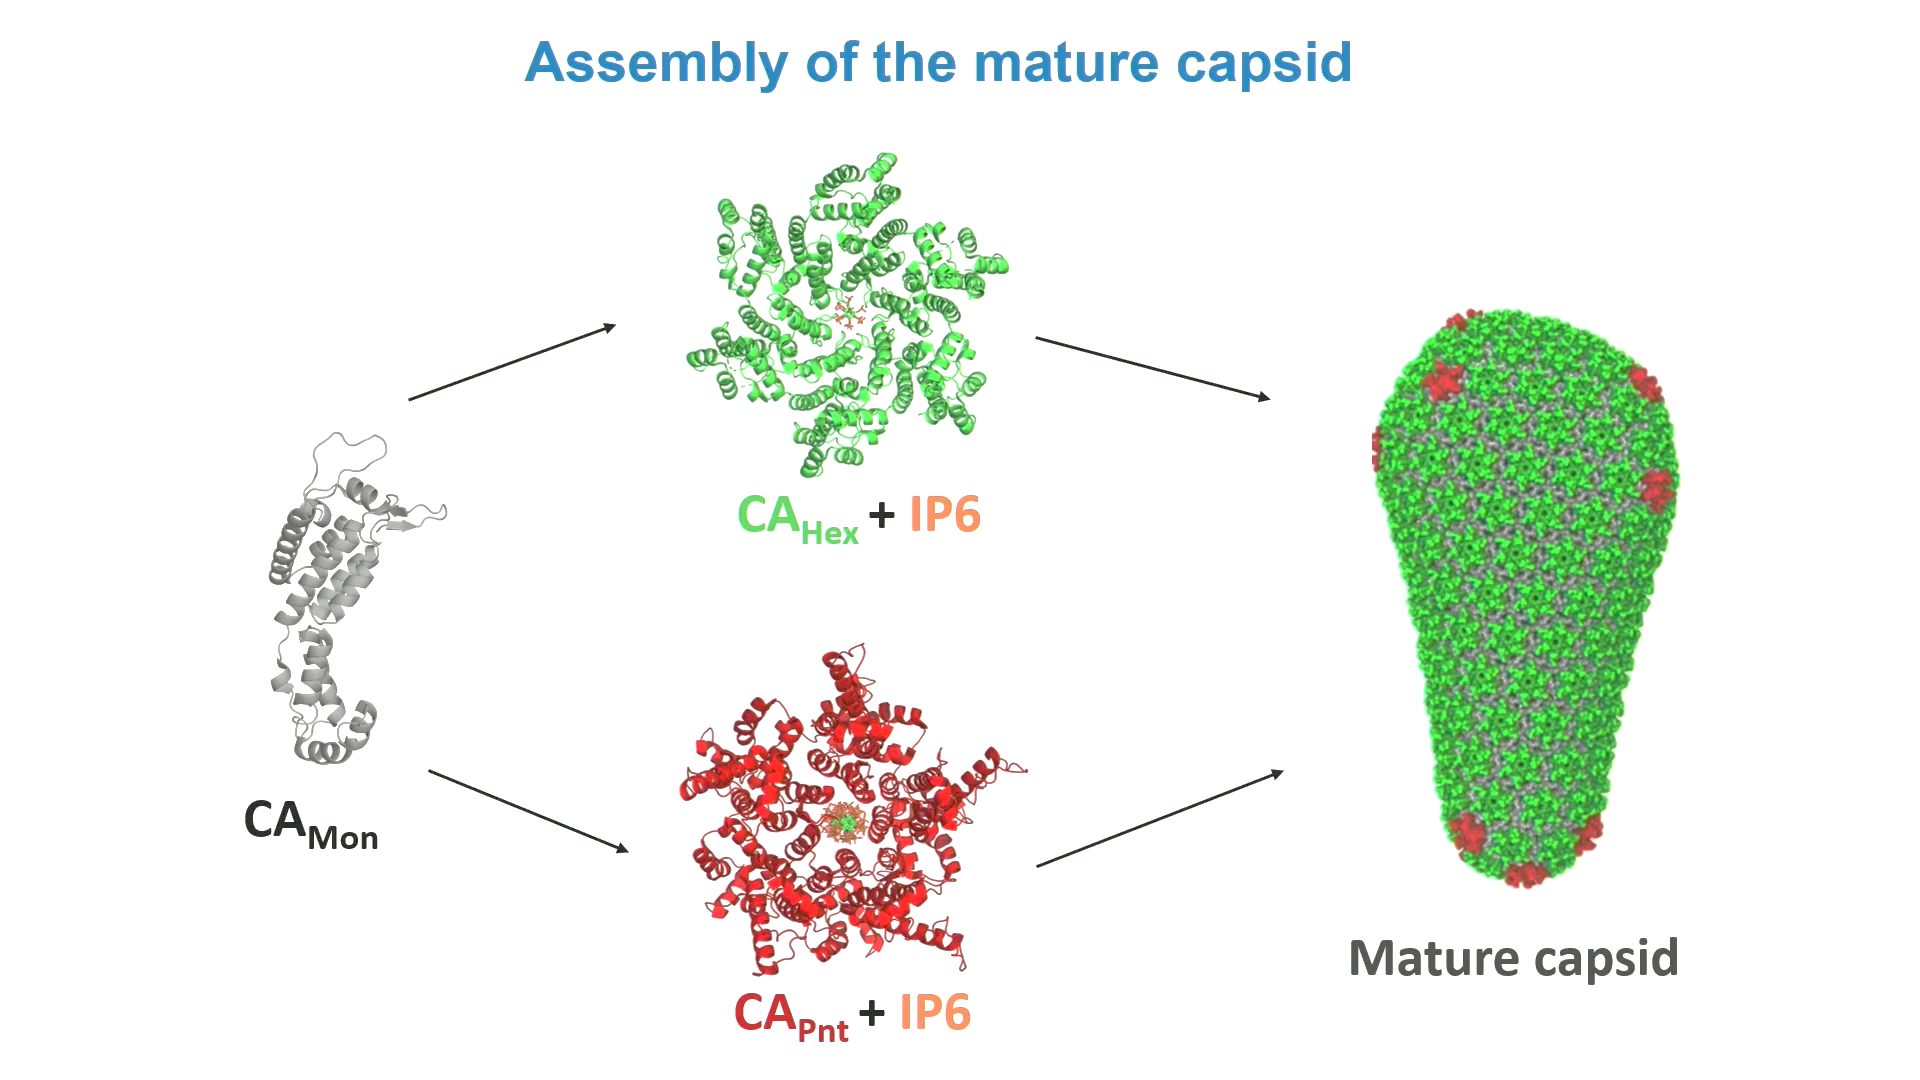 Assembly of the mature capsid
CAHex + IP6
CAMon
CAPnt + IP6
Mature capsid